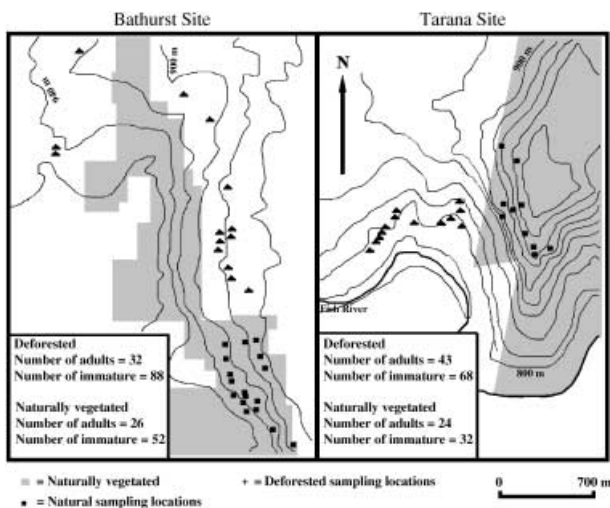 Bathurst Site
Tarana Site
900 m
N
Fish River
800 m
Deforested
Number of adults = 32
Number of immature = 88
Naturally vegetated
Number of adults = 26
Number of immature = 52
Deforested
Number of adults = 43
Number of immature = 68
Naturally vegetated
Number of adults = 24
Number of immature = 32
= Naturally vegetated
+ = Deforested sampling locations
= Natural sampling locations
0 700 m